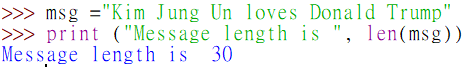 >>> msg ="Kim Jung Un loves Donald Trump"
>>> print ("Message length is ", len(msg))
Message length is  30